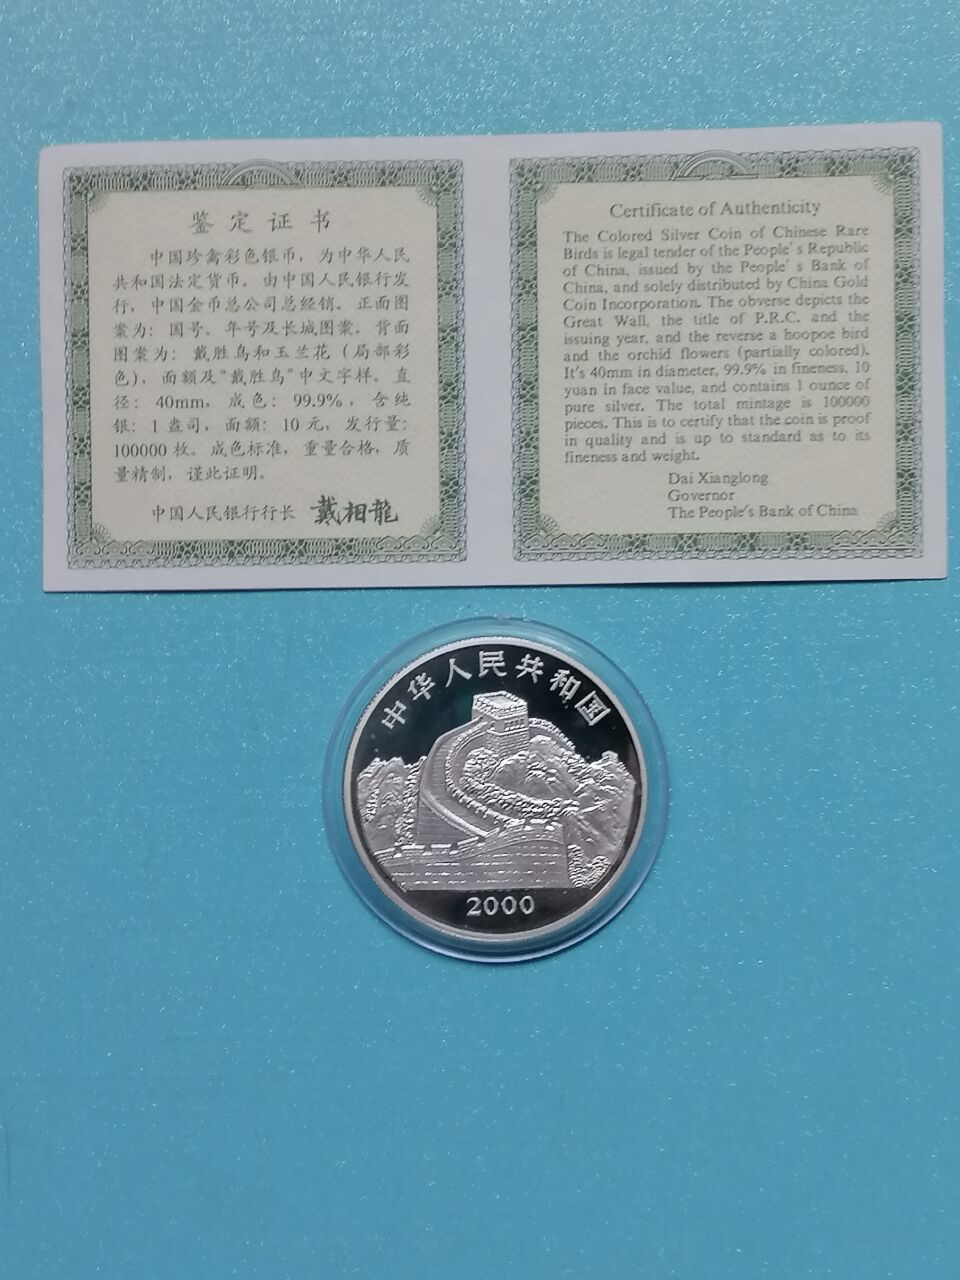 鉴定证书
中国珍禽彩色银币，为中华人民
共和国法定货币。由中国人民银行发
行，中国金币总公司总经销。正面图
案为：国号、年号及长城图案。背面
图案为：戴胜鸟和玉兰花（局部彩
色），面额及“戴胜鸟”中文字样。直
径：40mm，成色：99.9%，含纯
银：1盎司，面额：10元，发行量：
100000枚。成色标准，重量合格，质
量精制，谨此证明。
中国人民银行行长 戴相龍
Certificate of Authenticity
The Colored Silver Coin of Chinese Rare
Birds is legal tender of the People's Republic
of China, issued by the People's Bank of
China, and solely distributed by China Gold
Coin Incorporation. The obverse depicts the
Great Wall, the title of P.R.C. and the
issuing year, and the reverse a hoopoe bird
and the orchid flowers (partially colored).
It's 40mm in diameter, 99.9% in fineness, 10
yuan in face value, and contains 1 ounce of
pure silver. The total mintage is 100000
pieces. This is to certify that the coin is proof
in quality and is up to standard as to its
fineness and weight.
Dai Xianglong
Governor
The People's Bank of China
中华人民共和国
2000